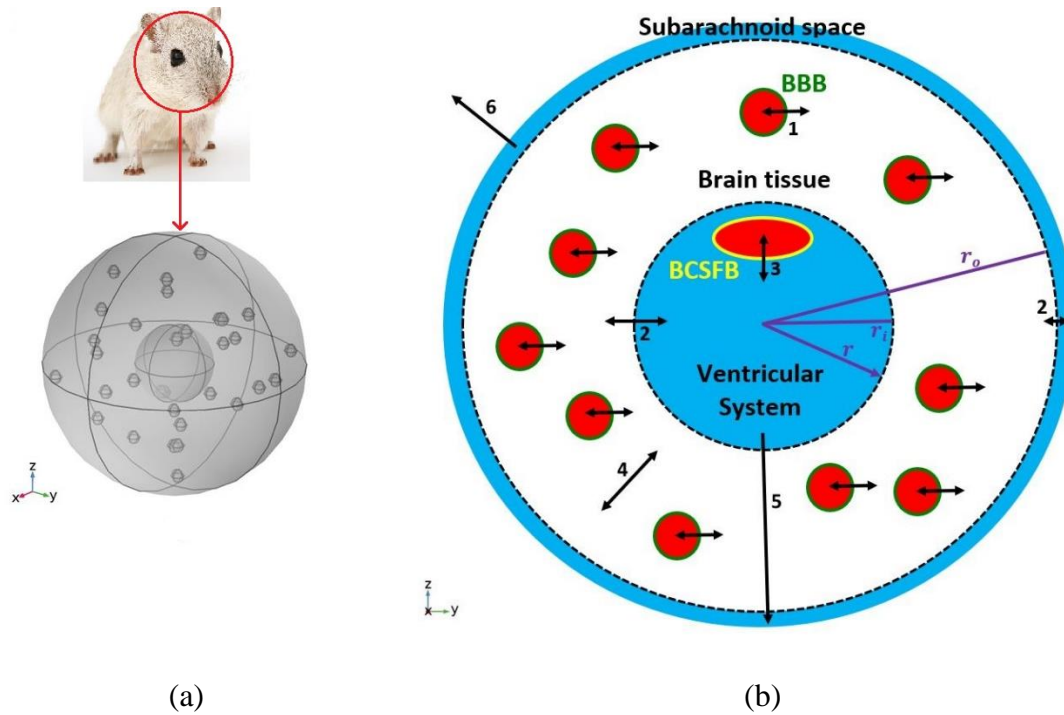 Subarachnoid space
BBB
1
6
Brain tissue
BCSFB
3
r_o
2
2
r_i
r
Ventricular
System
4
5
z
x
y
z
x
y
(a)
(b)